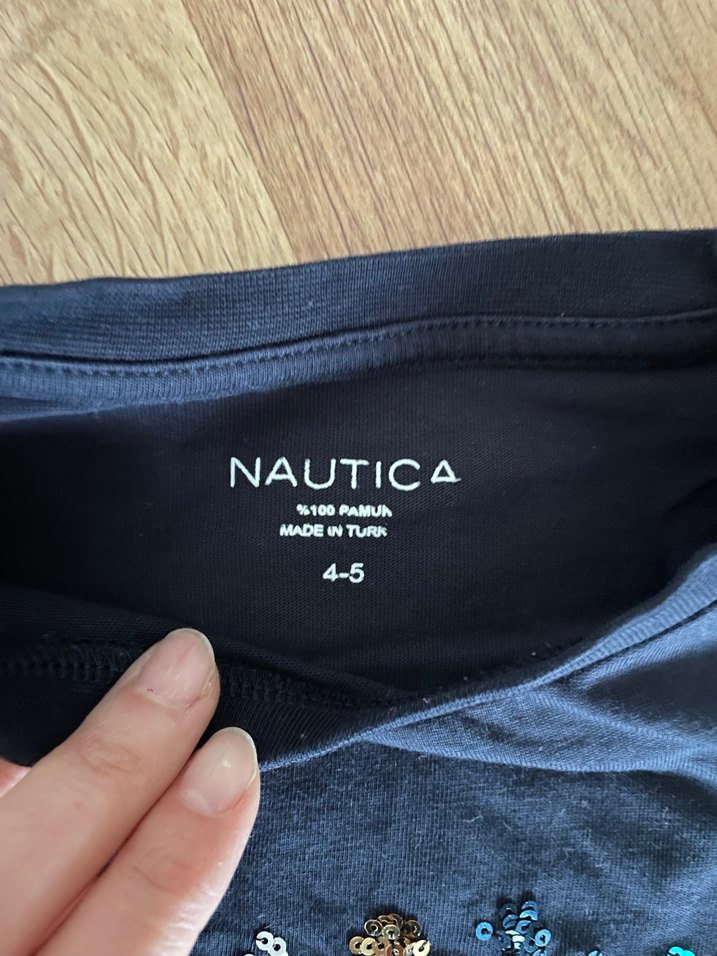 NAUTICA
%100 PAMUK
MADE IN TURK
4-5